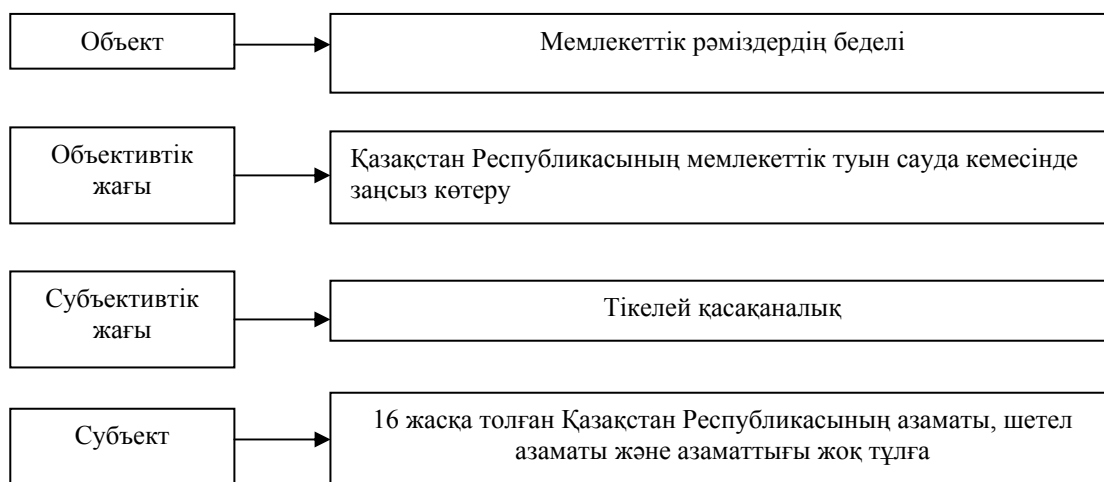 Объект
Мемлекеттік рәміздердің беделі
Объективтік
жағы
Қазақстан Республикасының мемлекеттік туын сауда кемесінде
заңсыз көтеру
Субъективтік
жағы
Тікелей қасақаналық
Субъект
16 жасқа толған Қазақстан Республикасының азаматы, шетел
азаматы және азаматтығы жоқ тұлға